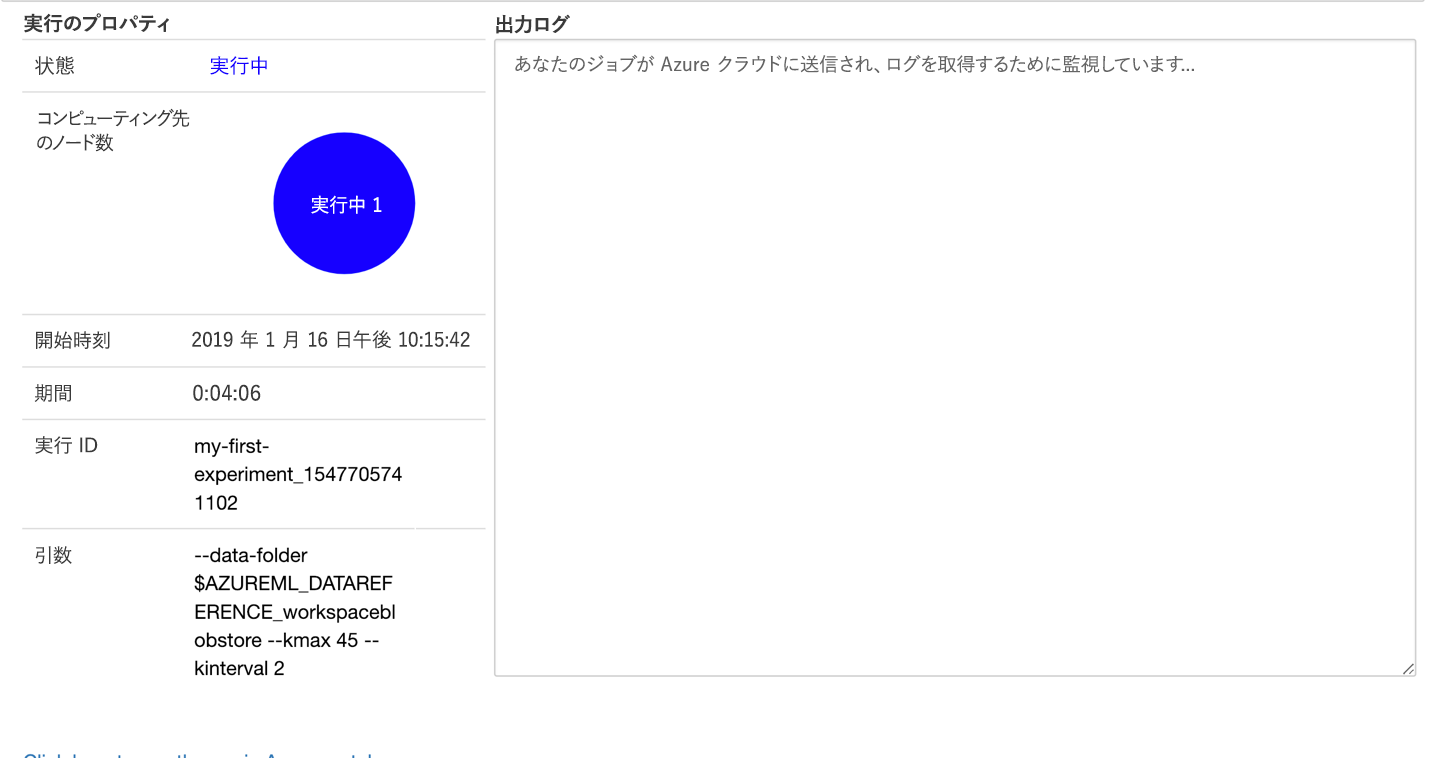 実行のプロパティ
出力ログ
状態
実行中
あなたのジョブが Azure クラウドに送信され、ログを取得するために監視しています...
コンピューティング先
のノード数
実行中 1
開始時刻
2019 年 1 月 16 日午後 10:15:42
期間
0:04:06
実行 ID
my-first-
experiment_154770574
1102
引数
--data-folder
$AZUREML_DATAREF
ERENCE_workspacebl
obstore --kmax 45 --
kinterval 2